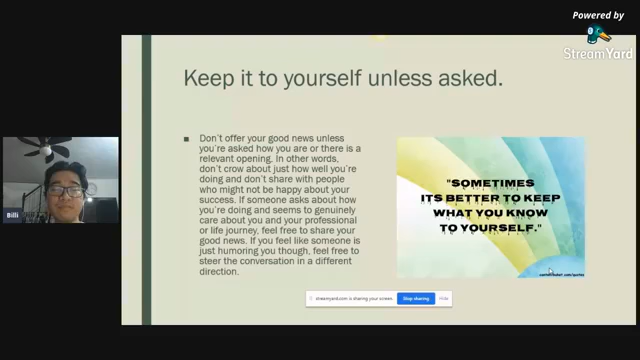 Powered by
StreamYard
Keep it to yourself unless asked.
Don't offer your good news unless
you're asked how you are or there is a
relevant opening. In other words,
don't crow about just how well you're
doing and don't share with people
who might not be happy about your
success. If someone asks about how
you're doing and seems to genuinely
care about you and your professional
or life journey, feel free to share your
good news. If you feel like someone is
just humoring you though, feel free to
steer the conversation in a different
direction.
"SOMETIMES
ITS BETTER TO KEEP
WHAT YOU KNOW
TO YOURSELF."
Billi
streamyard.com is sharing your screen.
Stop sharing
Hide